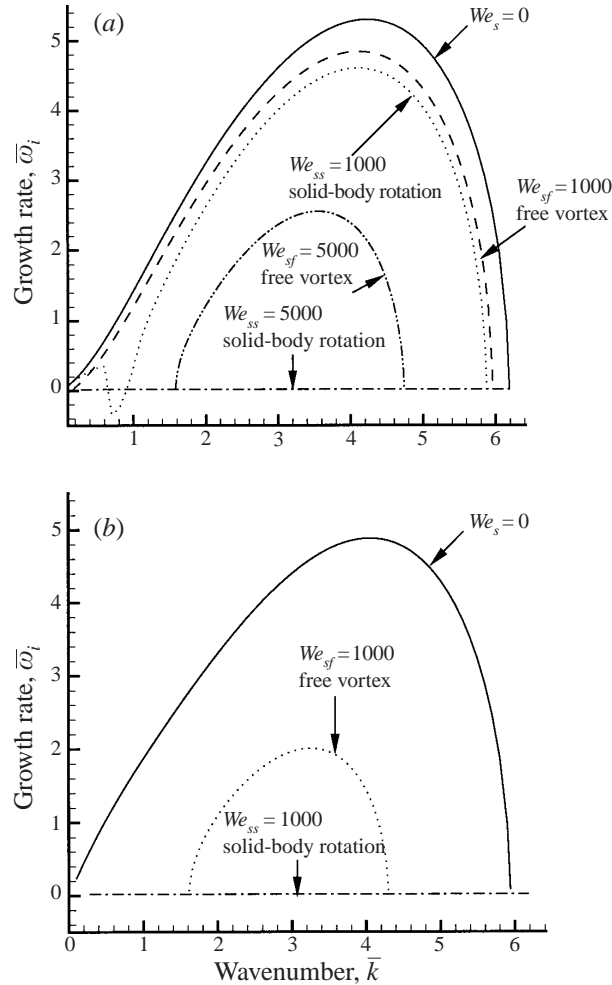 (a)
We_s = 0
5
4
3
2
1
0
Growth rate, ω̅_i
We_ss = 1000
solid-body rotation
We_sf = 1000
free vortex
We_sf = 5000
free vortex
We_ss = 5000
solid-body rotation
1 2 3 4 5 6
(b)
We_s = 0
5
4
3
2
1
0
Growth rate, ω̅_i
We_sf = 1000
free vortex
We_ss = 1000
solid-body rotation
0 1 2 3 4 5 6
Wavenumber, k̅